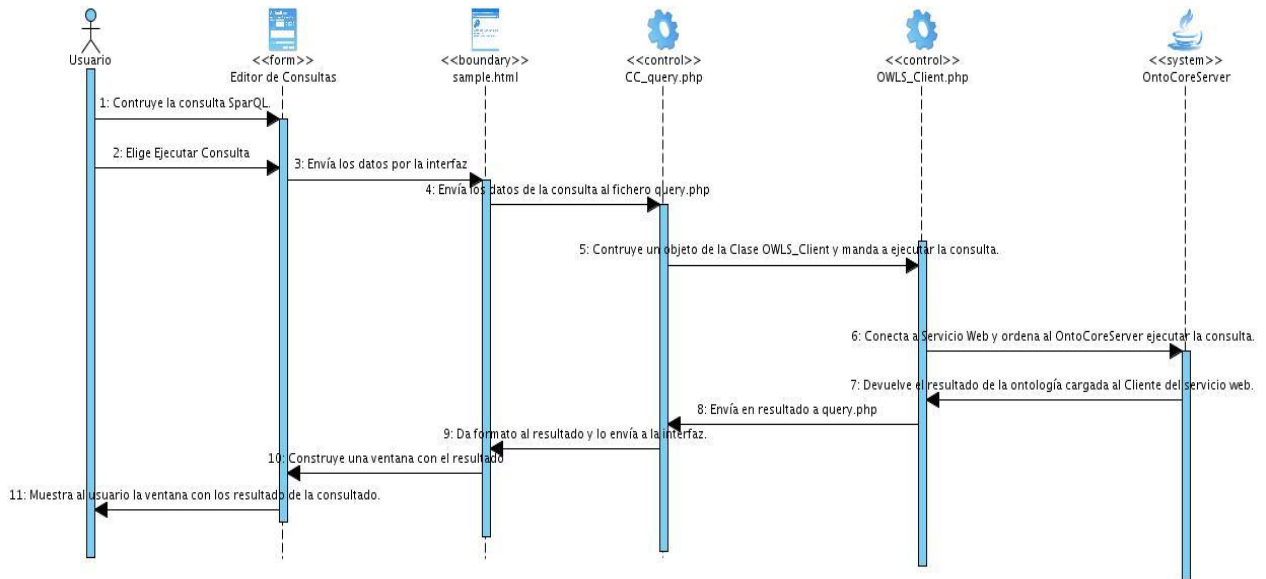 Usuario
<<form>>
Editor de Consultas
<<boundary>>
sample.html
<<control>>
CC_query.php
<<control>>
OWLS_Client.php
<<system>>
OntoCoreServer
1: Contruye la consulta SparQL.
2: Elige Ejecutar Consulta
3: Envía los datos por la interfaz
4: Envía los datos de la consulta al fichero query.php
5: Contruye un objeto de la Clase OWLS_Client y manda a ejecutar la consulta.
6: Conecta a Servicio Web y ordena al OntoCoreServer ejecutar la consulta.
7: Devuelve el resultado de la ontología cargada al Cliente del servicio web.
8: Envía en resultado a query.php
9: Da formato al resultado y lo envía a la interfaz.
10: Construye una ventana con el resultado
11: Muestra al usuario la ventana con los resultado de la consultado.